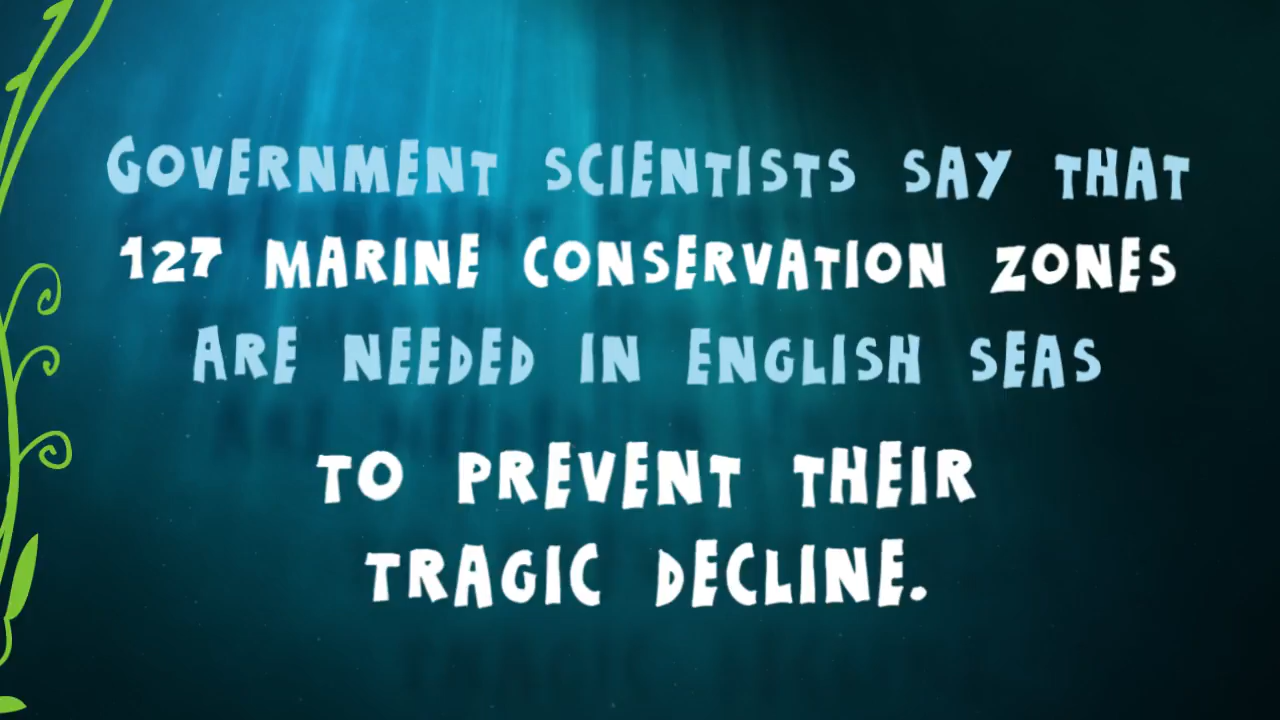 GOVERNMENT SCIENTISTS SAY THAT
127 MARINE CONSERVATION ZONES
ARE NEEDED IN ENGLISH SEAS
TO PREVENT THEIR
TRAGIC DECLINE.